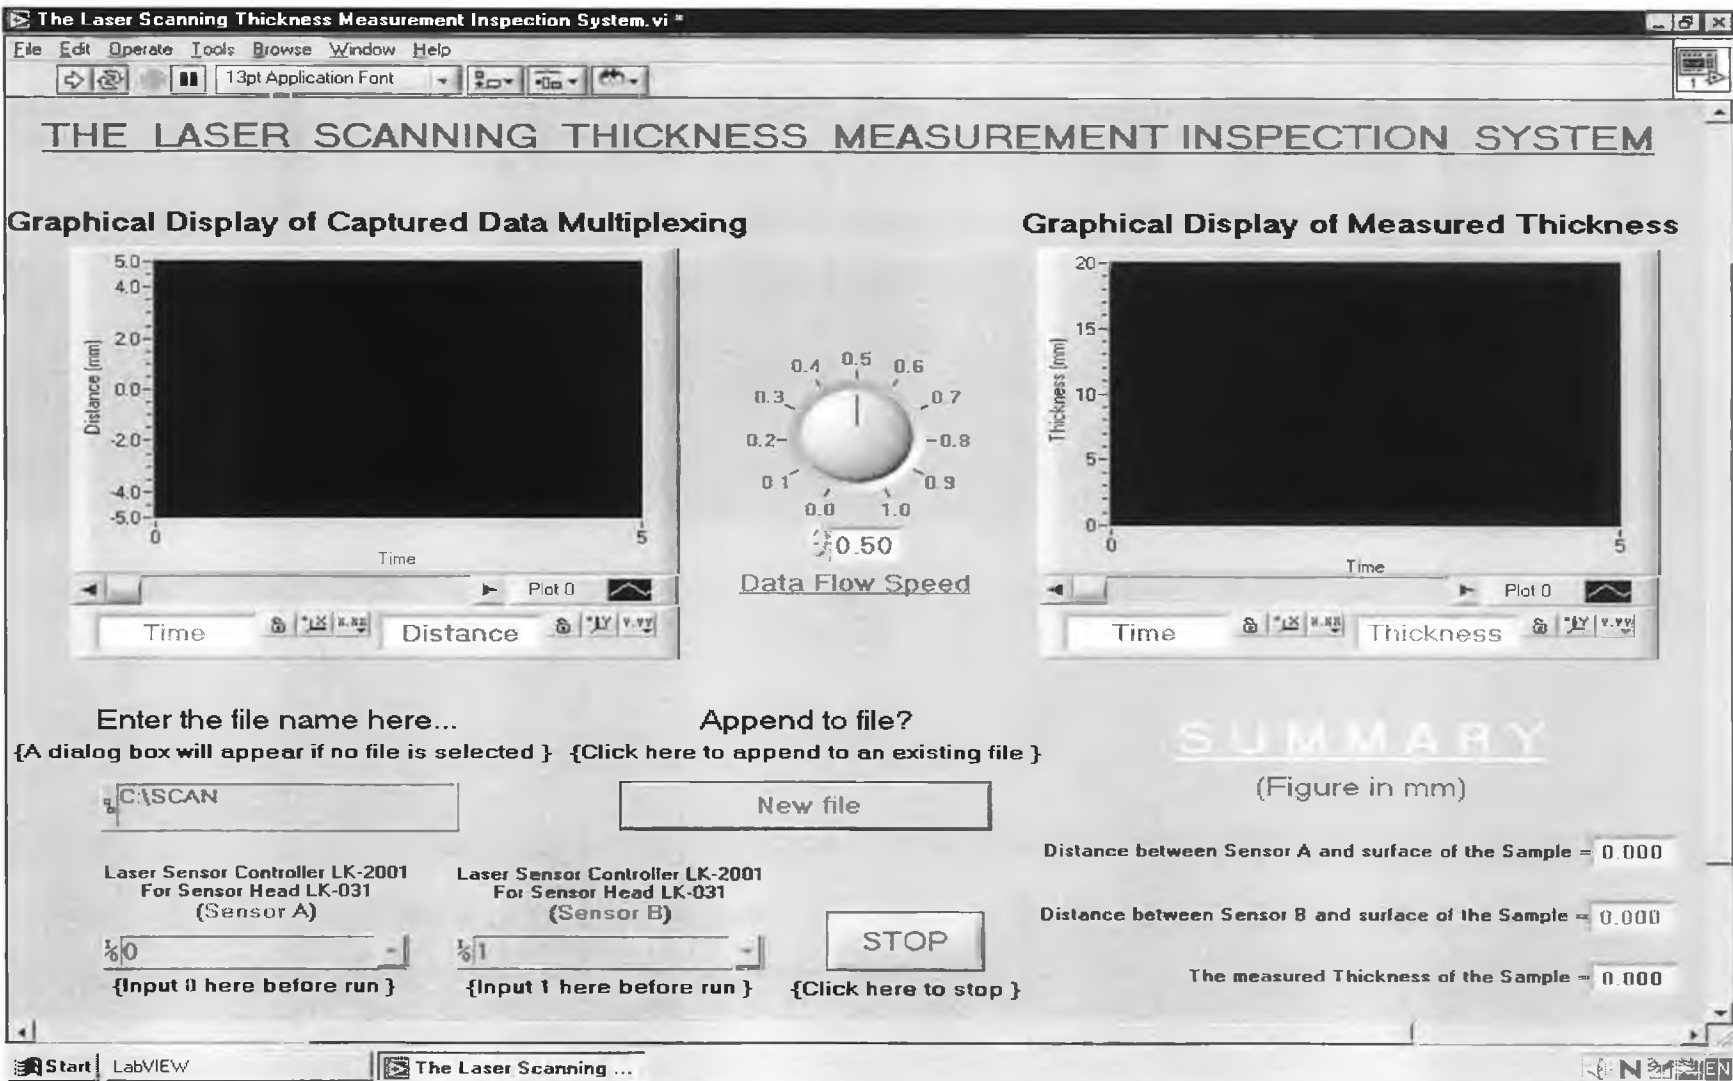 The Laser Scanning Thickness Measurement Inspection System.vi *
File Edit Operate Tools Browse Window Help
13pt Application Font
1
THE LASER SCANNING THICKNESS MEASUREMENT INSPECTION SYSTEM
Graphical Display of Captured Data Multiplexing
5.0
4.0
2.0
0.0
-2.0
-4.0
-5.0
Distance (mm)
0 5
Time
Plot 0
Time Distance
0.0 0.1 0.2 0.3 0.4 0.5 0.6 0.7 0.8 0.9 1.0
0.50
Data Flow Speed
Graphical Display of Measured Thickness
20
15
10
5
0
Thickness (mm)
0 5
Time
Plot 0
Time Thickness
Enter the file name here...
{A dialog box will appear if no file is selected }
C:\SCAN
Append to file?
{Click here to append to an existing file }
New file
Laser Sensor Controller LK-2001
For Sensor Head LK-031
(Sensor A)
0
{Input 0 here before run }
Laser Sensor Controller LK-2001
For Sensor Head LK-031
(Sensor B)
1
{Input 1 here before run }
STOP
{Click here to stop }
SUMMARY
(Figure in mm)
Distance between Sensor A and surface of the Sample = 0.000
Distance between Sensor B and surface of the Sample = 0.000
The measured Thickness of the Sample = 0.000
Start LabVIEW The Laser Scanning ...
N EN